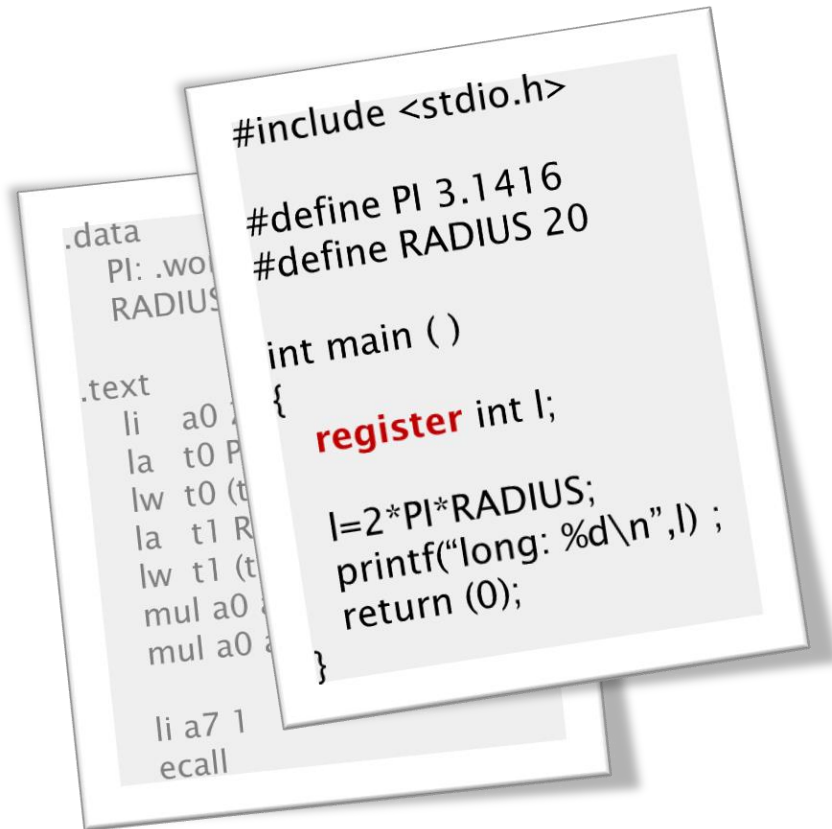 #include <stdio.h>
#define PI 3.1416
#define RADIUS 20
int main ( )
{
register int l;
l=2*PI*RADIUS;
printf(“long: %d\n”,l) ;
return (0);
}
.data
PI:
RADIUS
.text
li a0
la t0
lw t0
la t1
lw t1
mul a0
mul a0
li a7 1
ecall